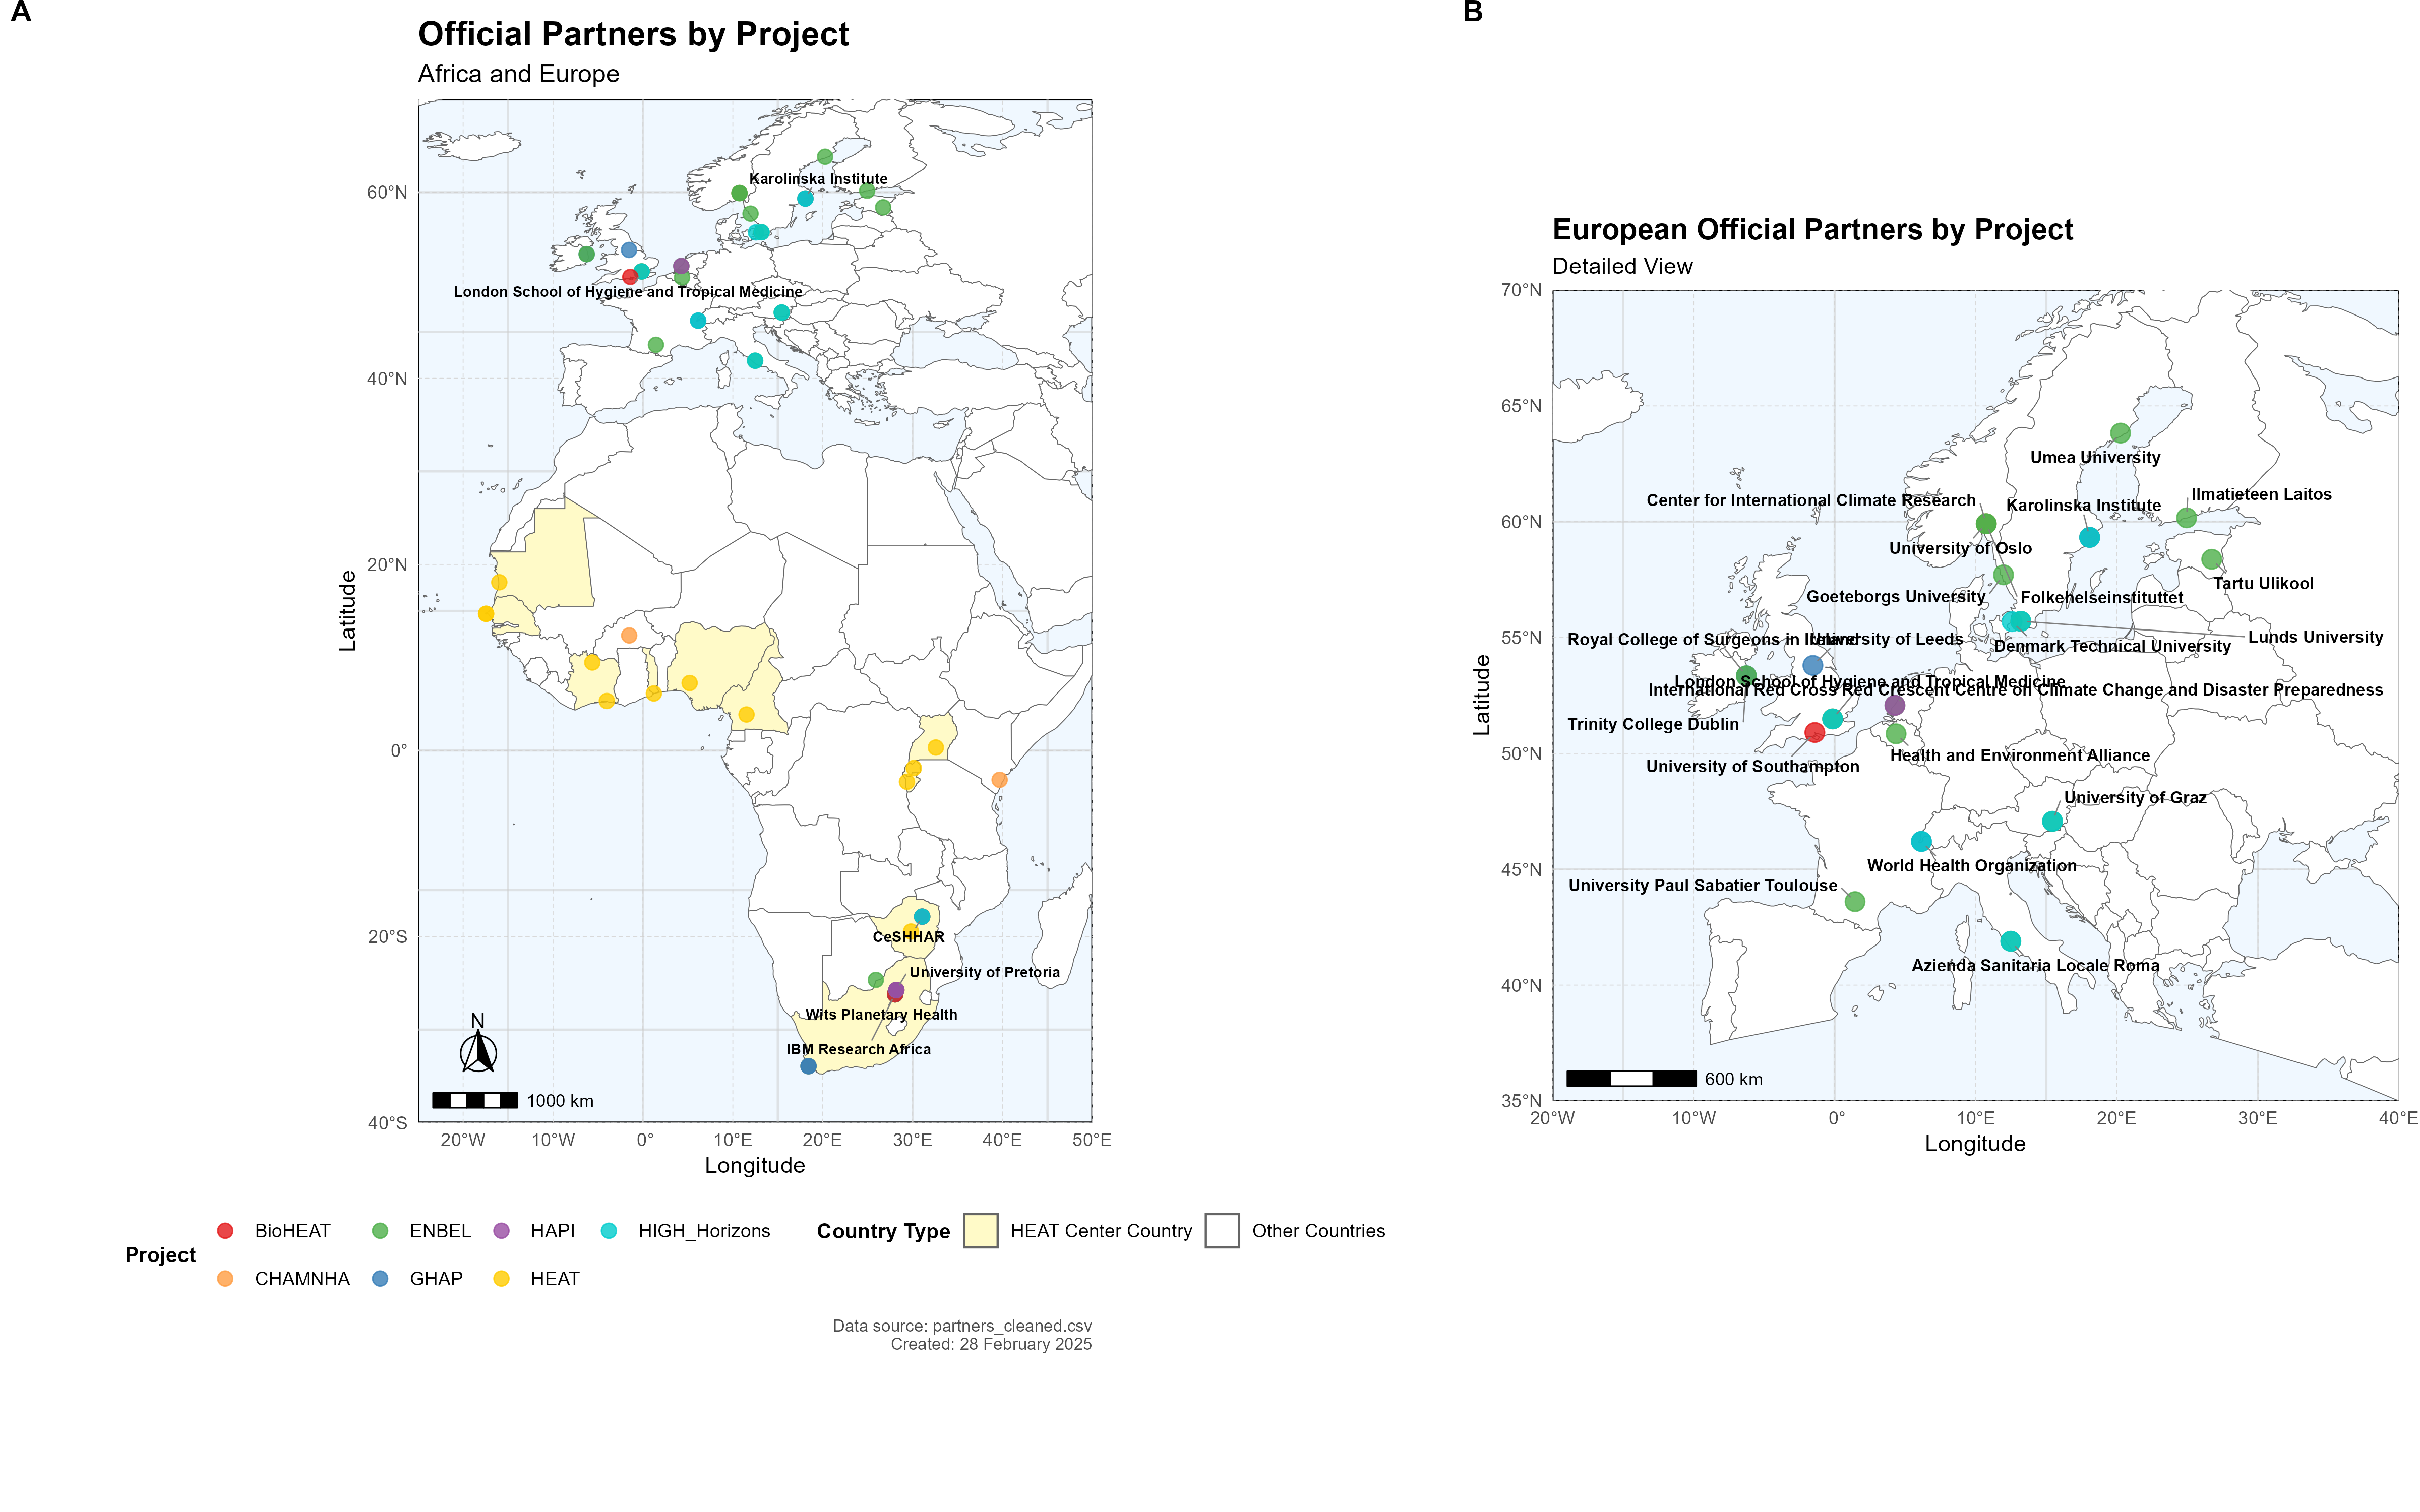 A
Official Partners by Project
Africa and Europe
60°N
40°N
20°N
0°
20°S
40°S
Latitude
Karolinska Institute
London School of Hygiene and Tropical Medicine
CeSHHAR
University of Pretoria
Wits Planetary Health
IBM Research Africa
N
1000 km
20°W 10°W 0° 10°E 20°E 30°E 40°E 50°E
Longitude
Project
BioHEAT ENBEL HAPI HIGH_Horizons
CHAMNHA GHAP HEAT
Country Type HEAT Center Country Other Countries
Data source: partners_cleaned.csv
Created: 28 February 2025
B
European Official Partners by Project
Detailed View
70°N
65°N
60°N
55°N
50°N
45°N
40°N
35°N
Latitude
Umea University
Center for International Climate Research
Karolinska Institute
Ilmatieteen Laitos
University of Oslo
Tartu Ulikool
Goeteborgs University
Folkehelseinstituttet
Royal College of Surgeons in Ireland
University of Leeds
Lunds University
Denmark Technical University
London School of Hygiene and Tropical Medicine
International Red Cross Red Crescent Centre on Climate Change and Disaster Preparedness
Trinity College Dublin
Health and Environment Alliance
University of Southampton
University of Graz
World Health Organization
University Paul Sabatier Toulouse
Azienda Sanitaria Locale Roma
600 km
20°W 10°W 0° 10°E 20°E 30°E 40°E
Longitude